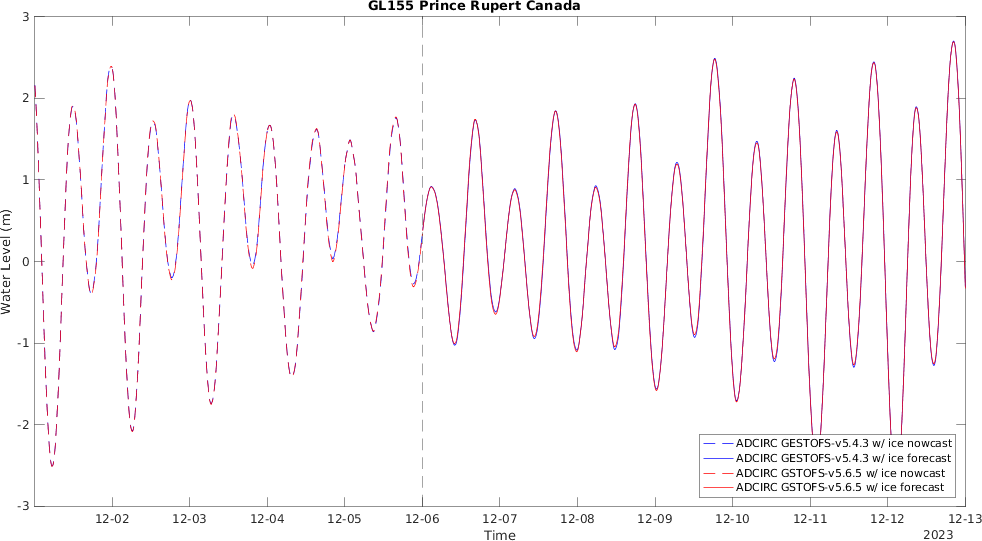 GL155 Prince Rupert Canada
3
2
1
0
-1
-2
-3
Water Level (m)
ADCIRC GESTOFS-v5.4.3 w/ ice nowcast
ADCIRC GESTOFS-v5.4.3 w/ ice forecast
ADCIRC GSTOFS-v5.6.5 w/ ice nowcast
ADCIRC GSTOFS-v5.6.5 w/ ice forecast
12-02 12-03 12-04 12-05 12-06 12-07 12-08 12-09 12-10 12-11 12-12 12-13
Time 2023